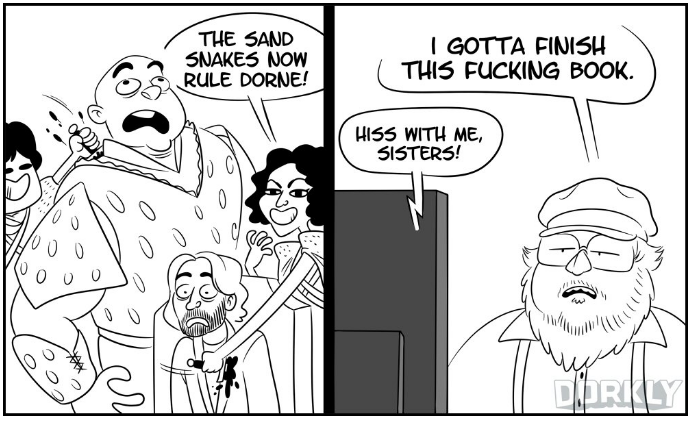 THE SAND
SNAKES NOW
RULE DORNE!
I GOTTA FINISH
THIS FUCKING BOOK.
HISS WITH ME,
SISTERS!
DORKLY